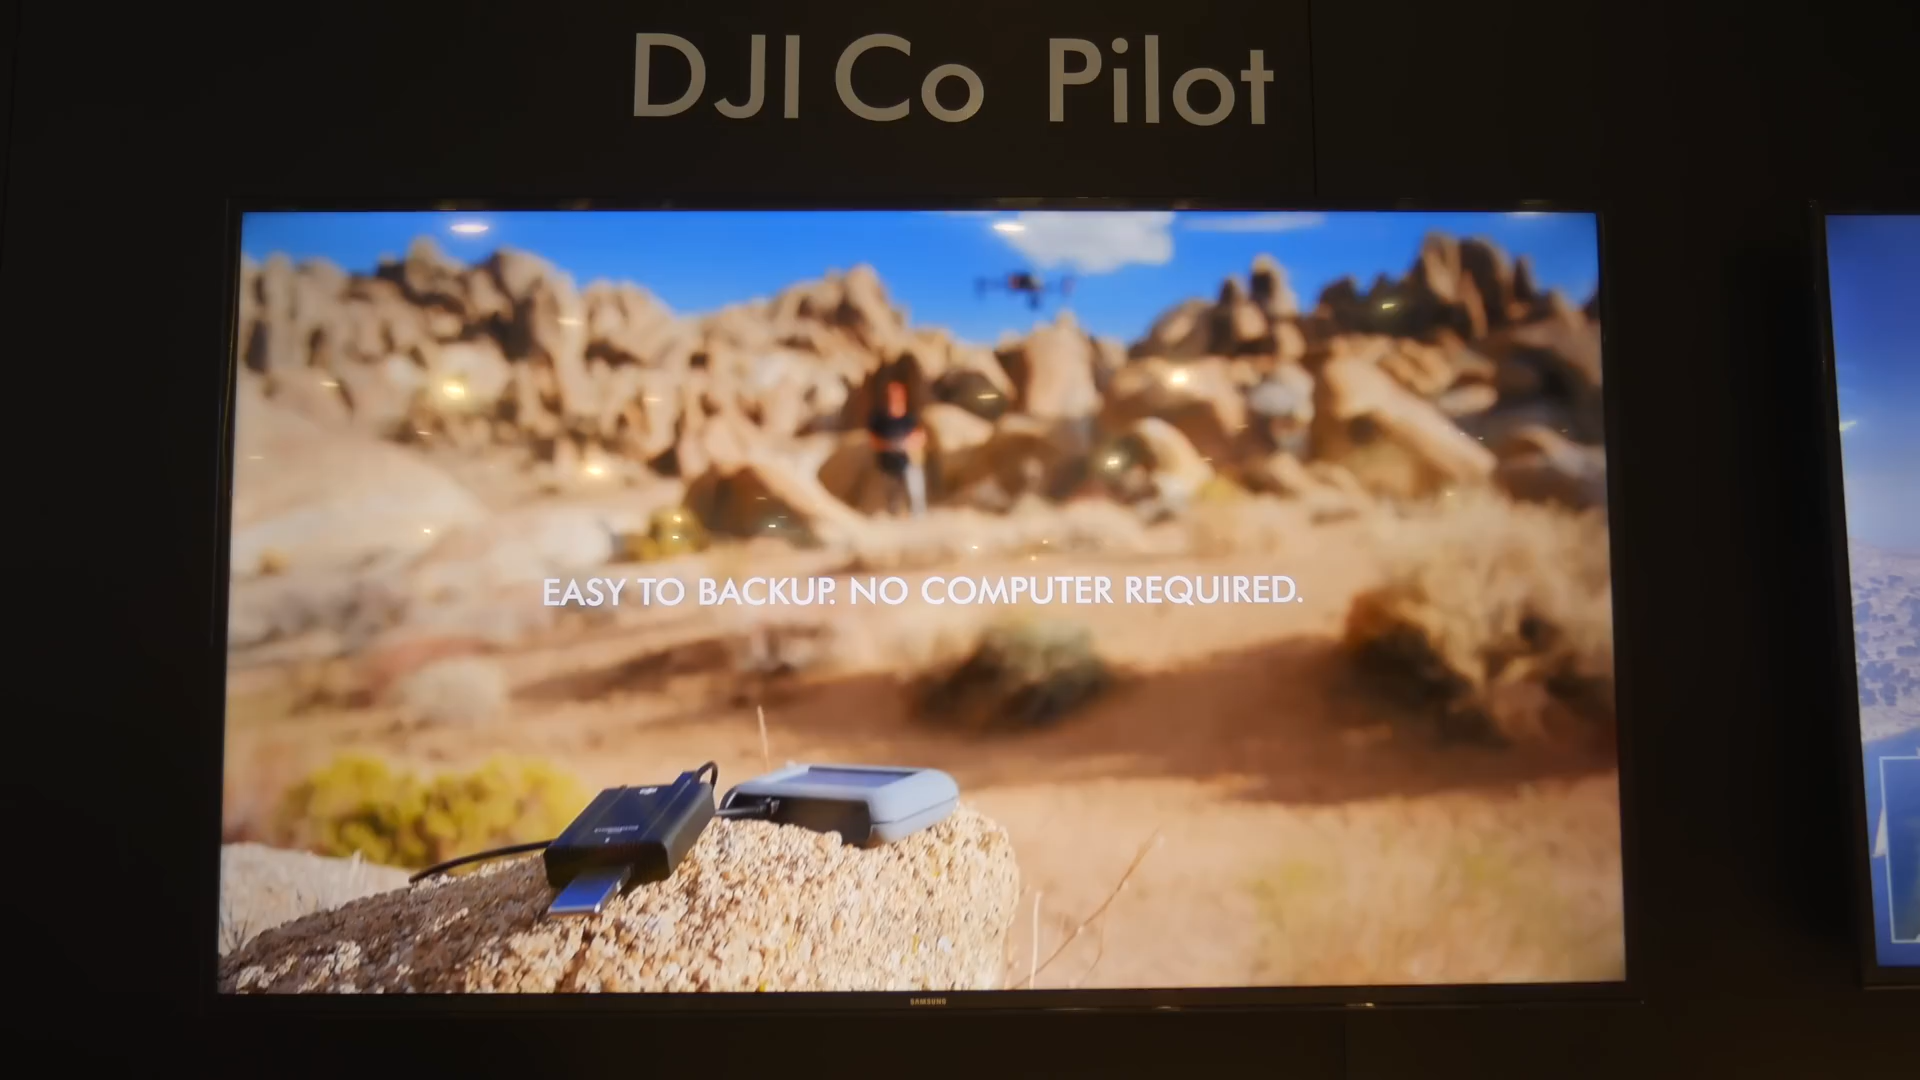 DJI Co Pilot
EASY TO BACKUP. NO COMPUTER REQUIRED.
SAMSUNG